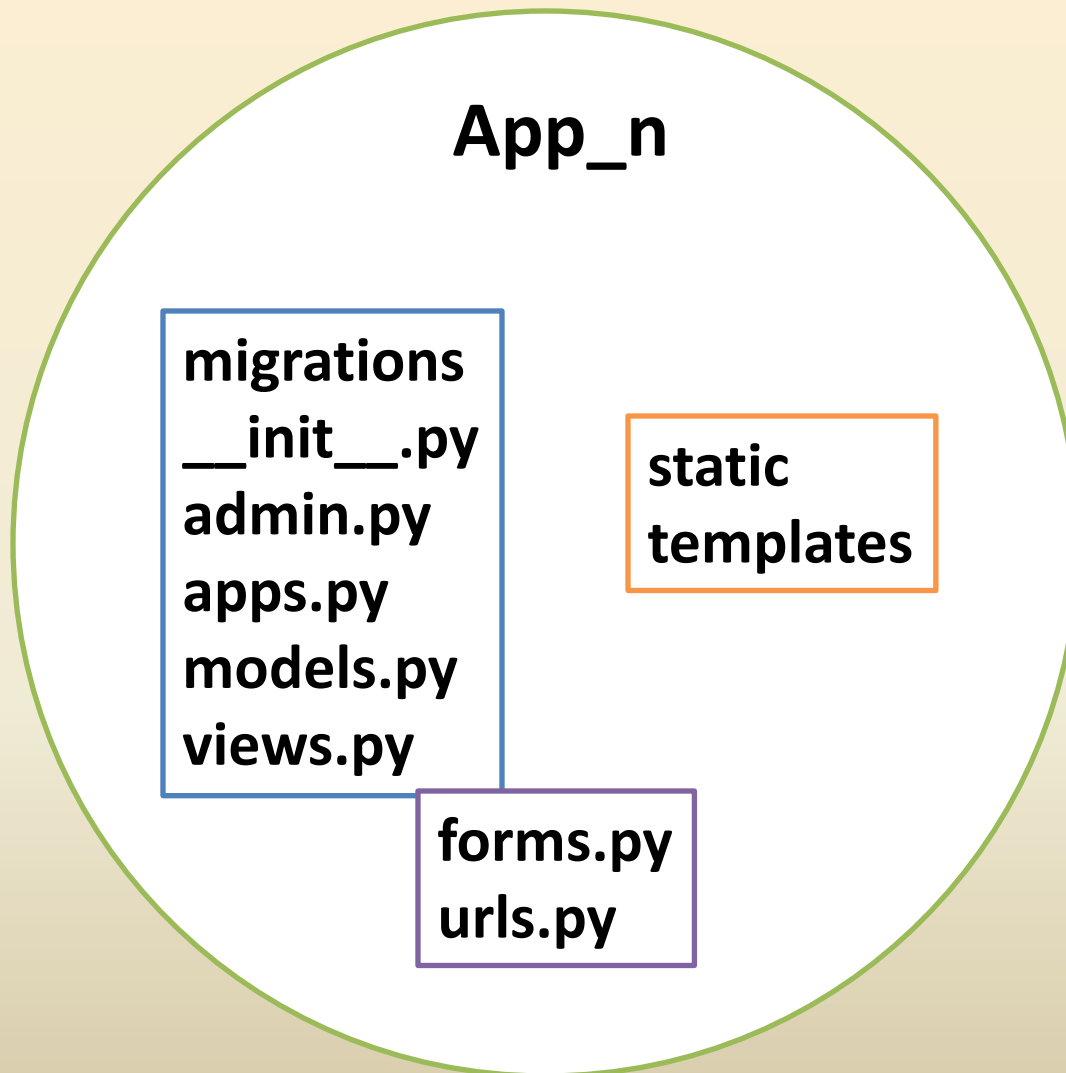 App_n
migrations
__init__.py
admin.py
apps.py
models.py
views.py
static
templates
forms.py
urls.py